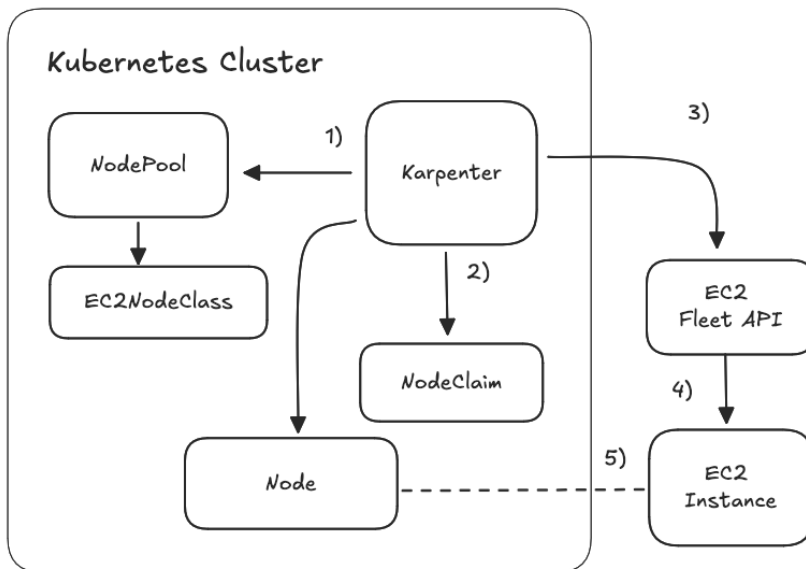 Kubernetes Cluster
1)
3)
NodePool
Karpenter
2)
EC2NodeClass
EC2
Fleet API
NodeClaim
4)
5)
Node
EC2
Instance